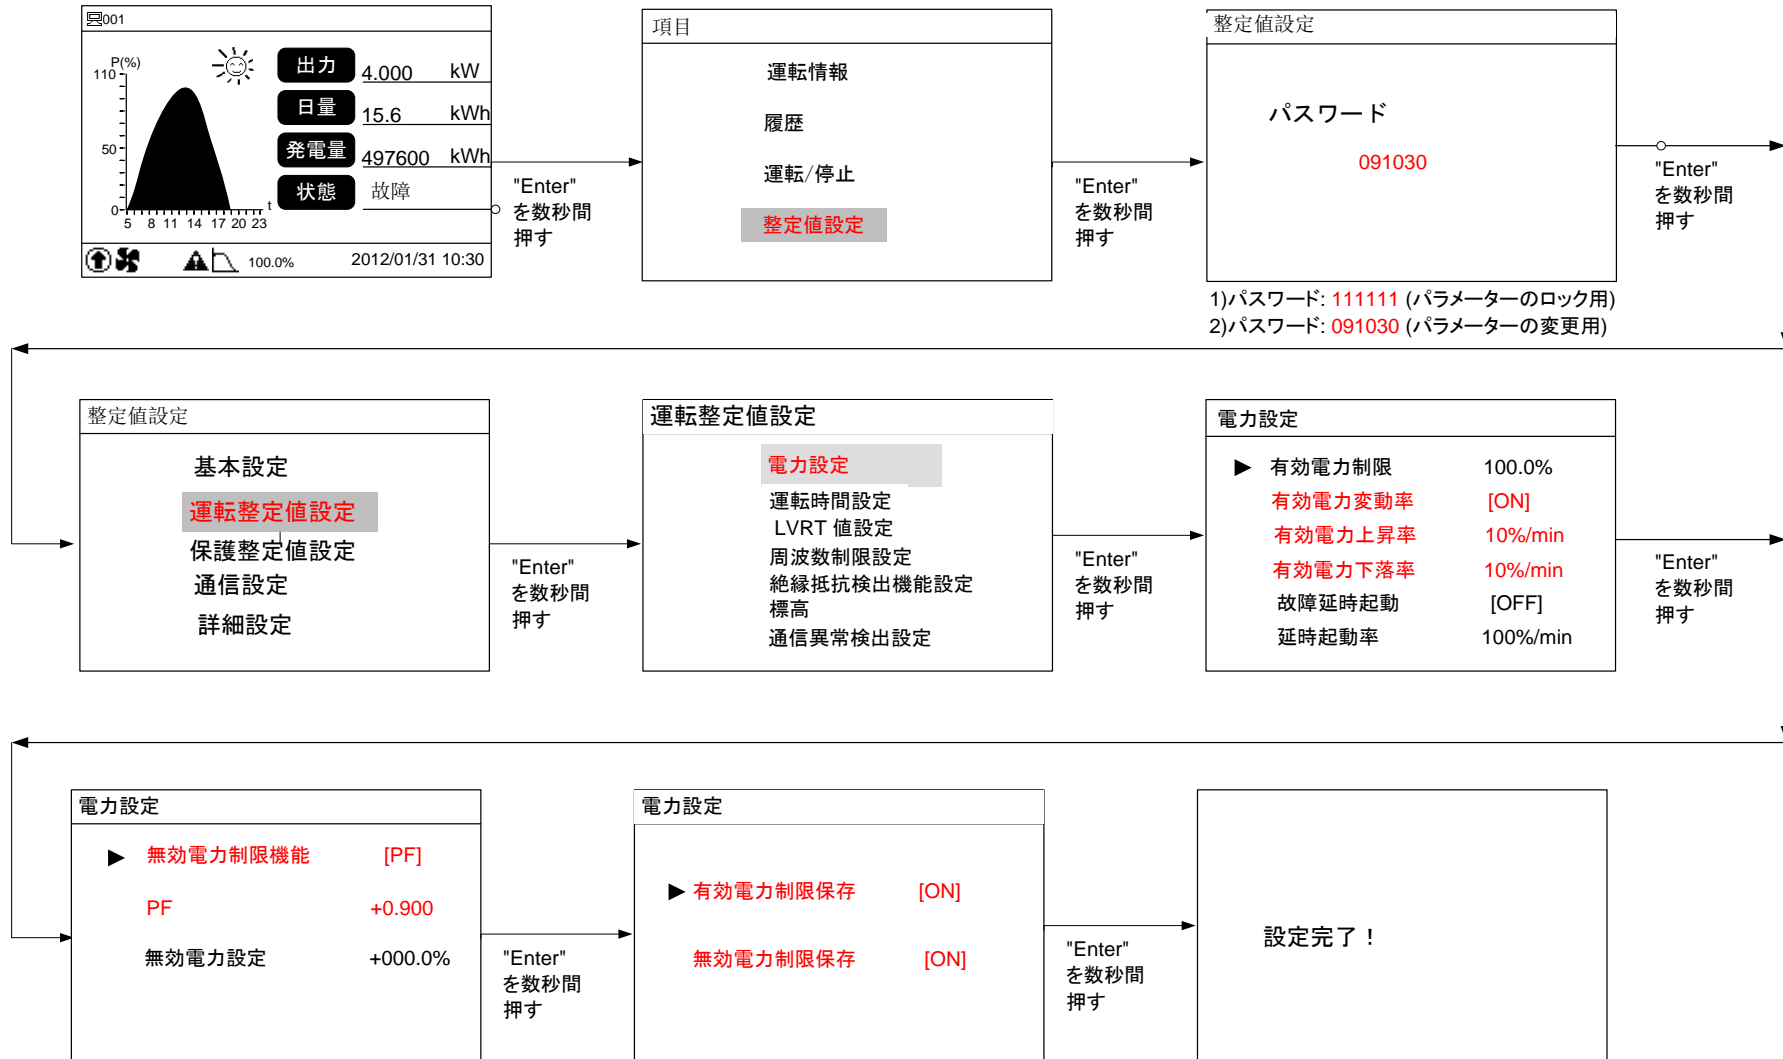 001
P(%)
110
50
0
5 8 11 14 17 20 23
t
出力 4.000 kW
日量 15.6 kWh
発電量 497600 kWh
状態 故障
100.0% 2012/01/31 10:30
"Enter"
を数秒間
押す
項目
運転情報
履歴
運転/停止
整定値設定
"Enter"
を数秒間
押す
整定値設定
パスワード
091030
1)パスワード: 111111 (パラメーターのロック用)
2)パスワード: 091030 (パラメーターの変更用)
"Enter"
を数秒間
押す
整定値設定
基本設定
運転整定値設定
保護整定値設定
通信設定
詳細設定
"Enter"
を数秒間
押す
運転整定値設定
電力設定
運転時間設定
LVRT 値設定
周波数制限設定
絶縁抵抗検出機能設定
標高
通信異常検出設定
"Enter"
を数秒間
押す
電力設定
▶ 有効電力制限 100.0%
有効電力変動率 [ON]
有効電力上昇率 10%/min
有効電力下落率 10%/min
故障延時起動 [OFF]
延時起動率 100%/min
"Enter"
を数秒間
押す
電力設定
▶ 無効電力制限機能 [PF]
PF +0.900
無効電力設定 +000.0%
"Enter"
を数秒間
押す
電力設定
▶ 有効電力制限保存 [ON]
無効電力制限保存 [ON]
"Enter"
を数秒間
押す
設定完了！